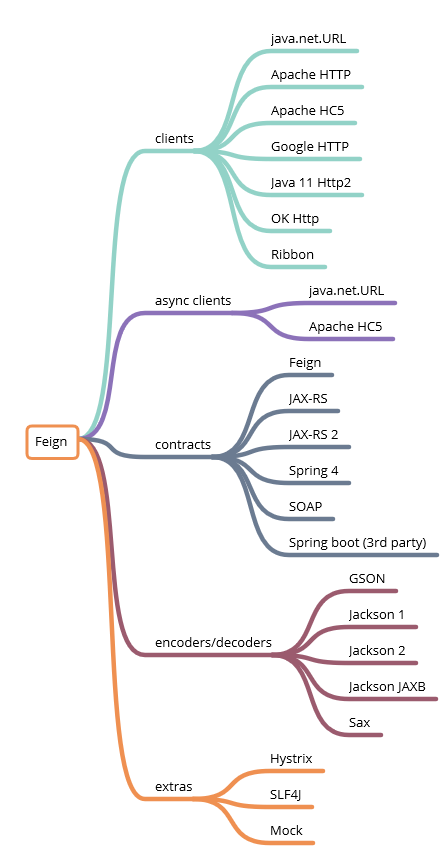 java.net.URL
Apache HTTP
Apache HC5
clients
Google HTTP
Java 11 Http2
OK Http
Ribbon
async clients
java.net.URL
Apache HC5
Feign
JAX-RS
JAX-RS 2
Feign
contracts
Spring 4
SOAP
Spring boot (3rd party)
GSON
Jackson 1
encoders/decoders
Jackson 2
Jackson JAXB
Sax
Hystrix
extras
SLF4J
Mock